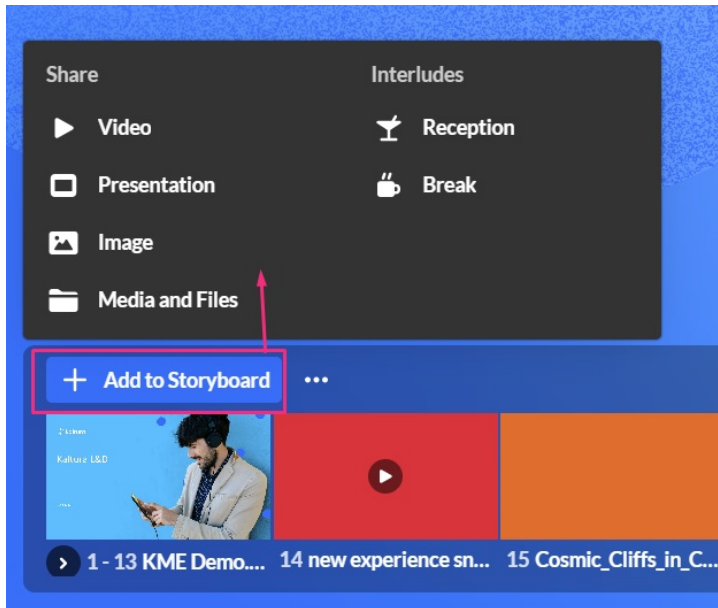 Share
Video
Presentation
Image
Media and Files
Interludes
Reception
Break
Add to Storyboard
Kaltura L&D
1 - 13 KME Demo....
14 new experience sn...
15 Cosmic_Cliffs_in_C...